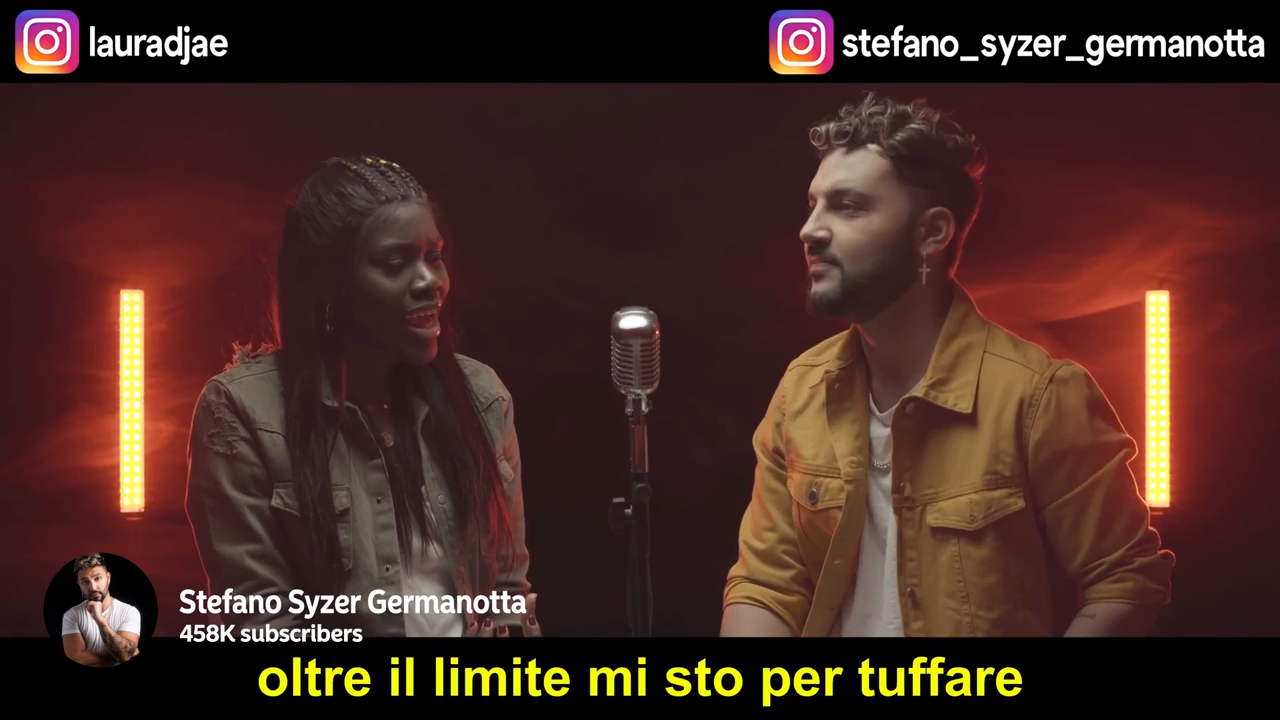 lauradjae
stefano_syzer_germanotta
Stefano Syzer Germanotta
458K subscribers
oltre il limite mi sto per tuffare